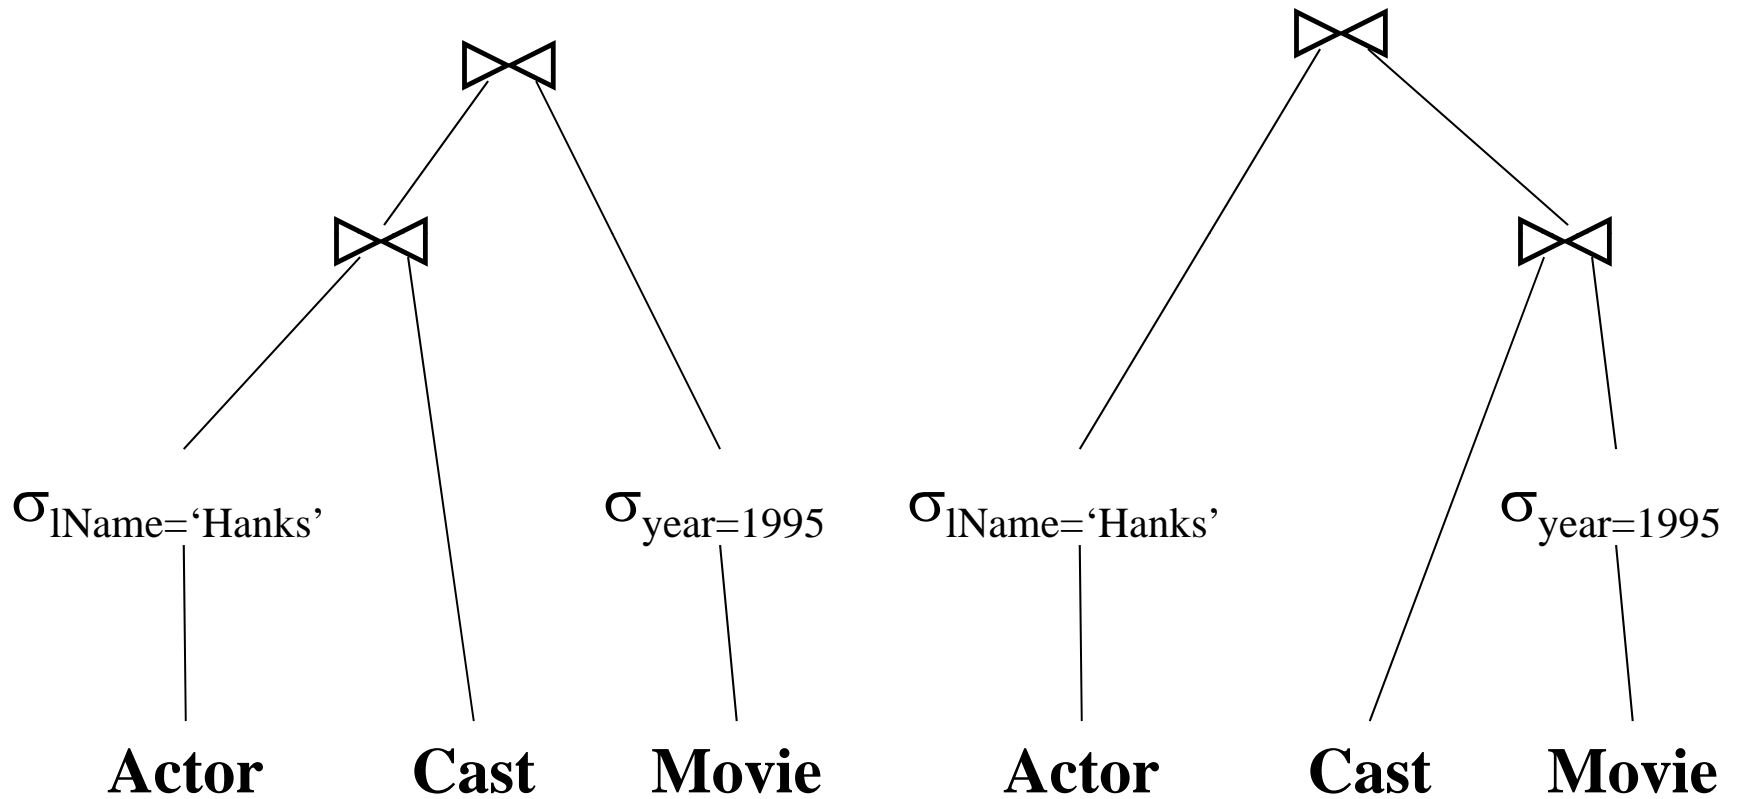 ⋈ ⋈
⋈ ⋈
σlName=‘Hanks’ σyear=1995 σlName=‘Hanks’ σyear=1995
Actor Cast Movie Actor Cast Movie